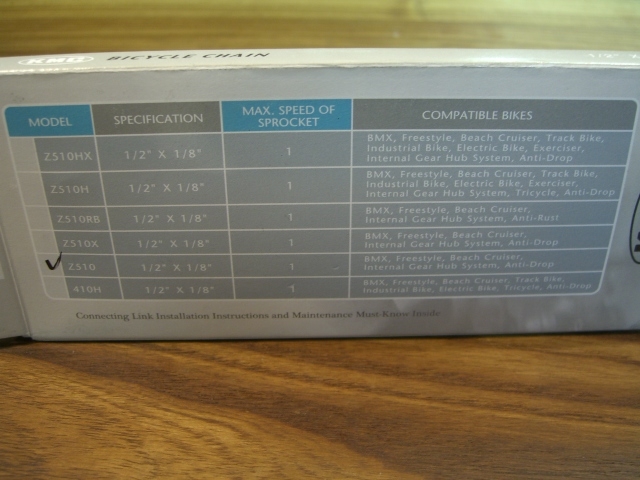 KMC BICYCLE CHAIN 1/2"
MODEL SPECIFICATION MAX. SPEED OF SPROCKET COMPATIBLE BIKES
Z510HX 1/2" X 1/8" 1 BMX, Freestyle, Beach Cruiser, Track Bike,
Industrial Bike, Electric Bike, Exerciser,
Internal Gear Hub System, Anti-Drop
Z510H 1/2" X 1/8" 1 BMX, Freestyle, Beach Cruiser, Track Bike,
Industrial Bike, Electric Bike, Exerciser,
Internal Gear Hub System, Tricycle, Anti-Drop
Z510RB 1/2" X 1/8" 1 BMX, Freestyle, Beach Cruiser,
Internal Gear Hub System, Anti-Rust
Z510X 1/2" X 1/8" 1 BMX, Freestyle, Beach Cruiser,
Internal Gear Hub System, Anti-Drop
Z510 1/2" X 1/8" 1 BMX, Freestyle, Beach Cruiser,
Internal Gear Hub System, Anti-Drop
410H 1/2" X 1/8" 1 BMX, Freestyle, Beach Cruiser, Track Bike,
Industrial Bike, Electric Bike, Tricycle, Anti-Drop
Connecting Link Installation Instructions and Maintenance Must-Know Inside